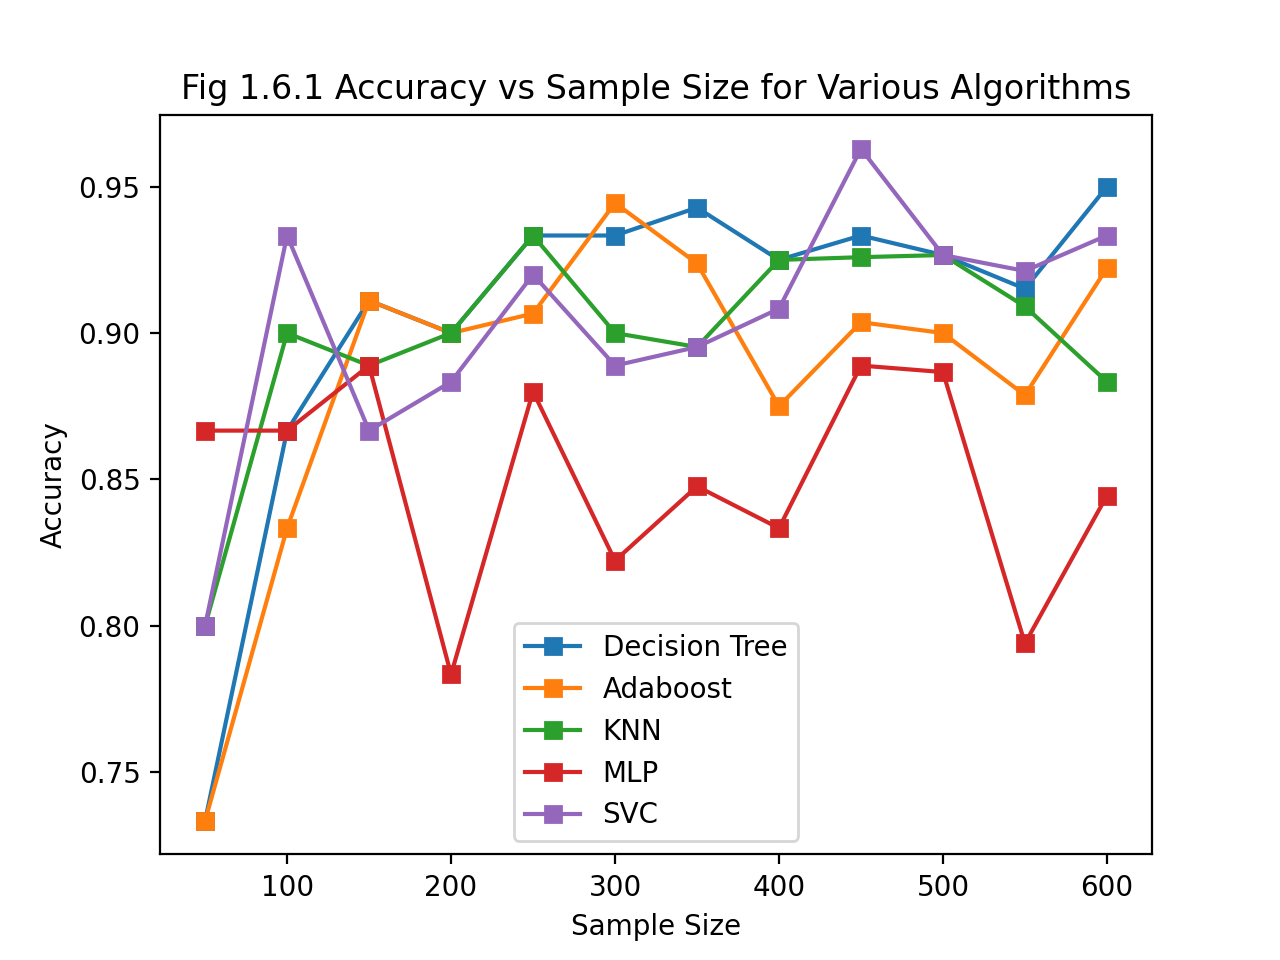 Fig 1.6.1 Accuracy vs Sample Size for Various Algorithms
0.95
0.90
0.85
0.80
0.75
Accuracy
Decision Tree
Adaboost
KNN
MLP
SVC
100 200 300 400 500 600
Sample Size